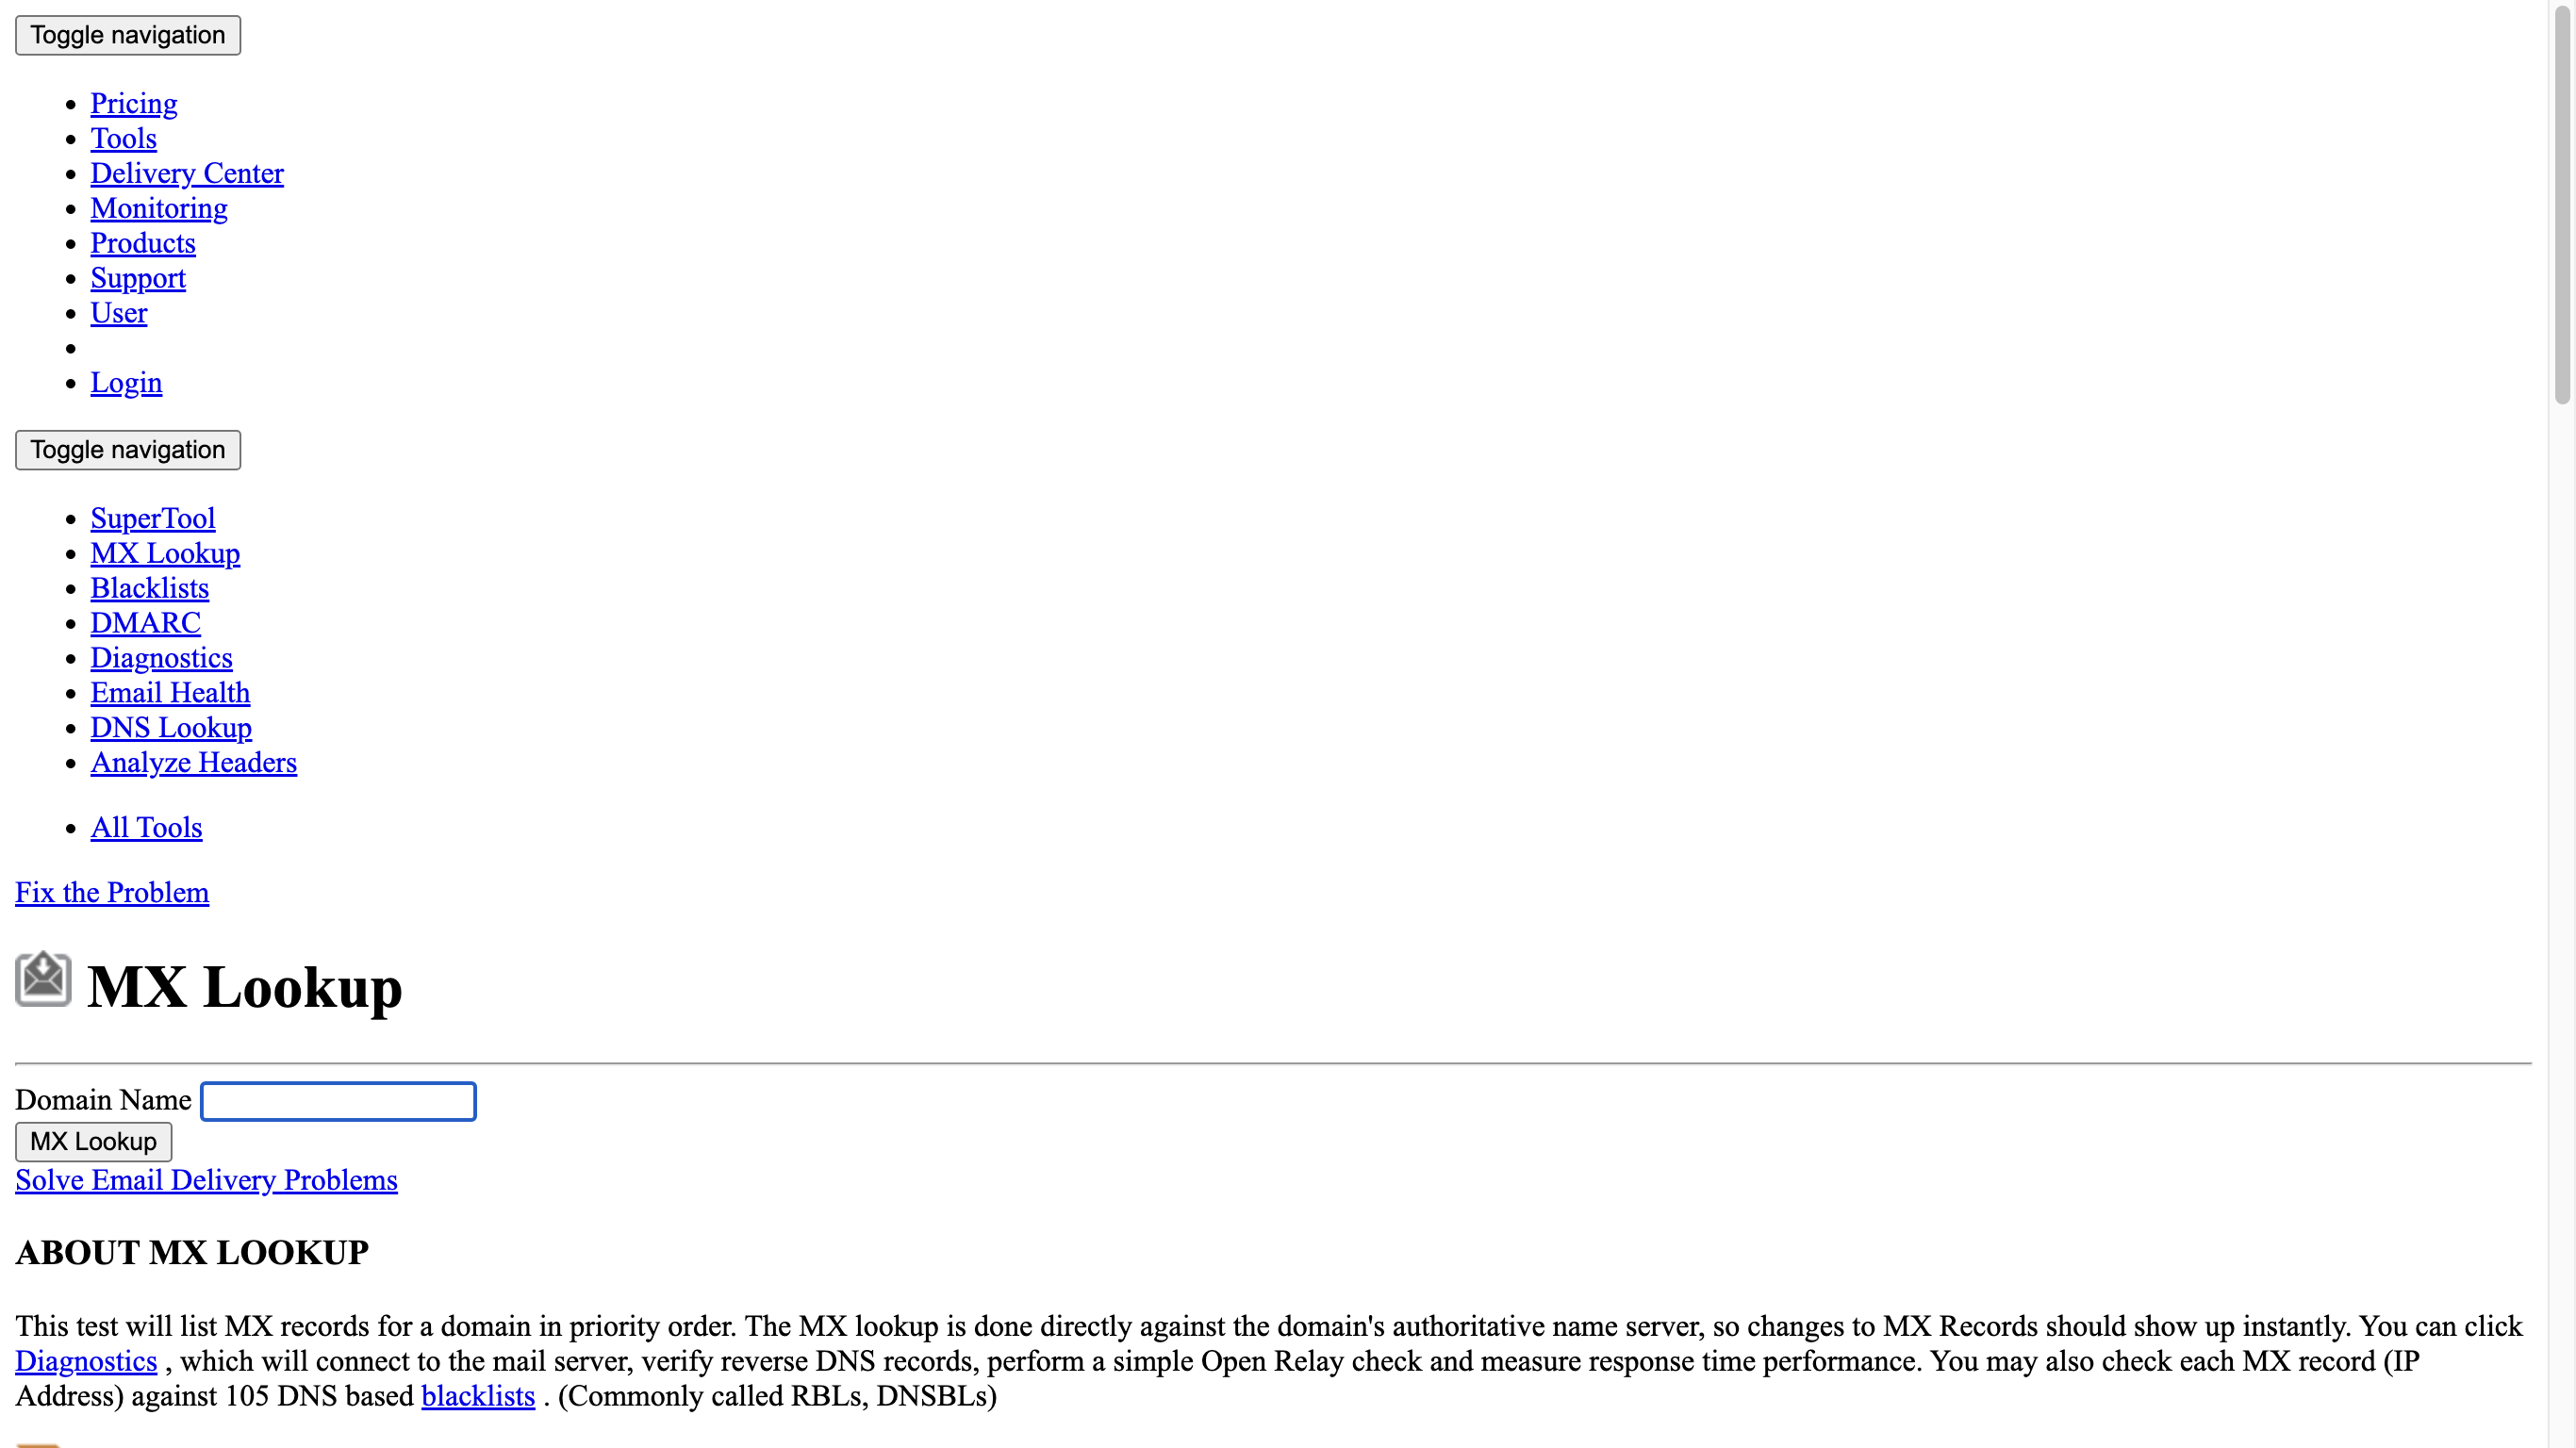 Toggle navigation
Pricing
Tools
Delivery Center
Monitoring
Products
Support
User
Login
Toggle navigation
SuperTool
MX Lookup
Blacklists
DMARC
Diagnostics
Email Health
DNS Lookup
Analyze Headers
All Tools
Fix the Problem
MX Lookup
Domain Name
MX Lookup
Solve Email Delivery Problems
ABOUT MX LOOKUP
This test will list MX records for a domain in priority order. The MX lookup is done directly against the domain's authoritative name server, so changes to MX Records should show up instantly. You can click
Diagnostics , which will connect to the mail server, verify reverse DNS records, perform a simple Open Relay check and measure response time performance. You may also check each MX record (IP
Address) against 105 DNS based blacklists . (Commonly called RBLs, DNSBLs)